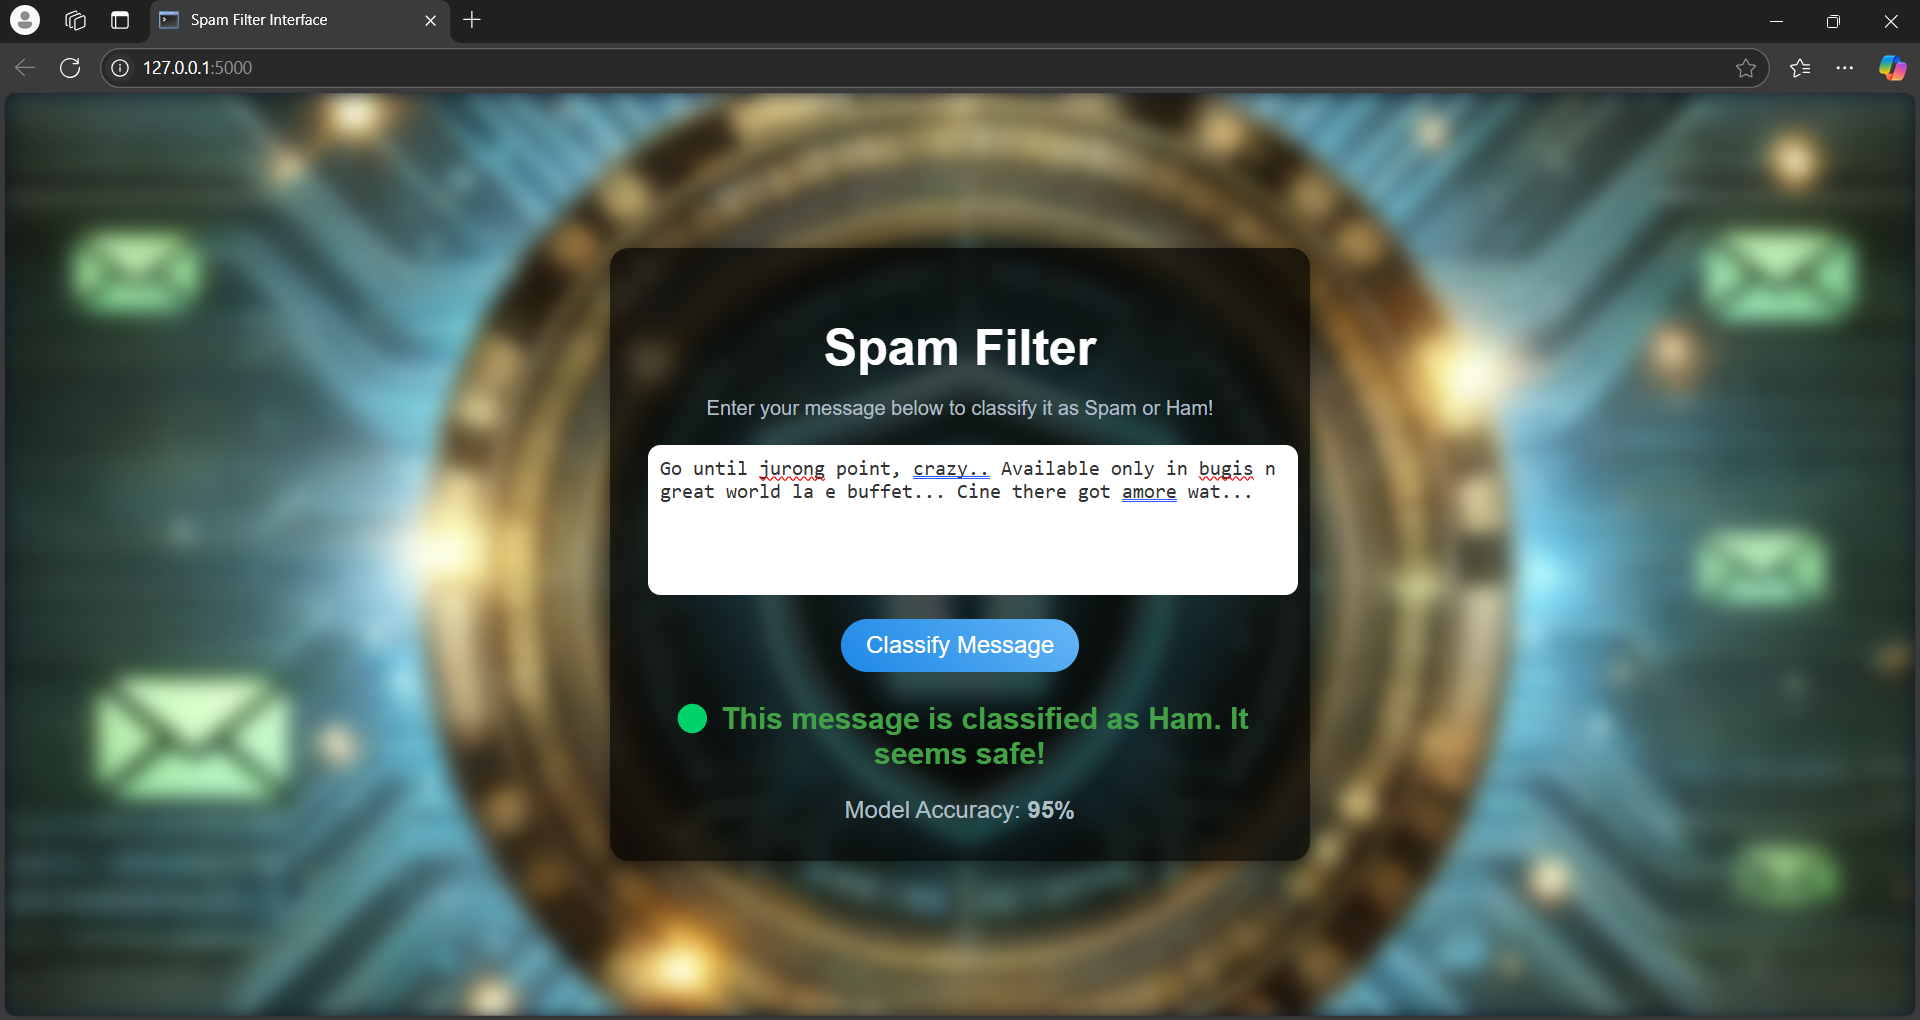 Spam Filter Interface
127.0.0.1:5000
Spam Filter
Enter your message below to classify it as Spam or Ham!
Go until jurong point, crazy.. Available only in bugis n
great world la e buffet... Cine there got amore wat...
Classify Message
This message is classified as Ham. It
seems safe!
Model Accuracy: 95%